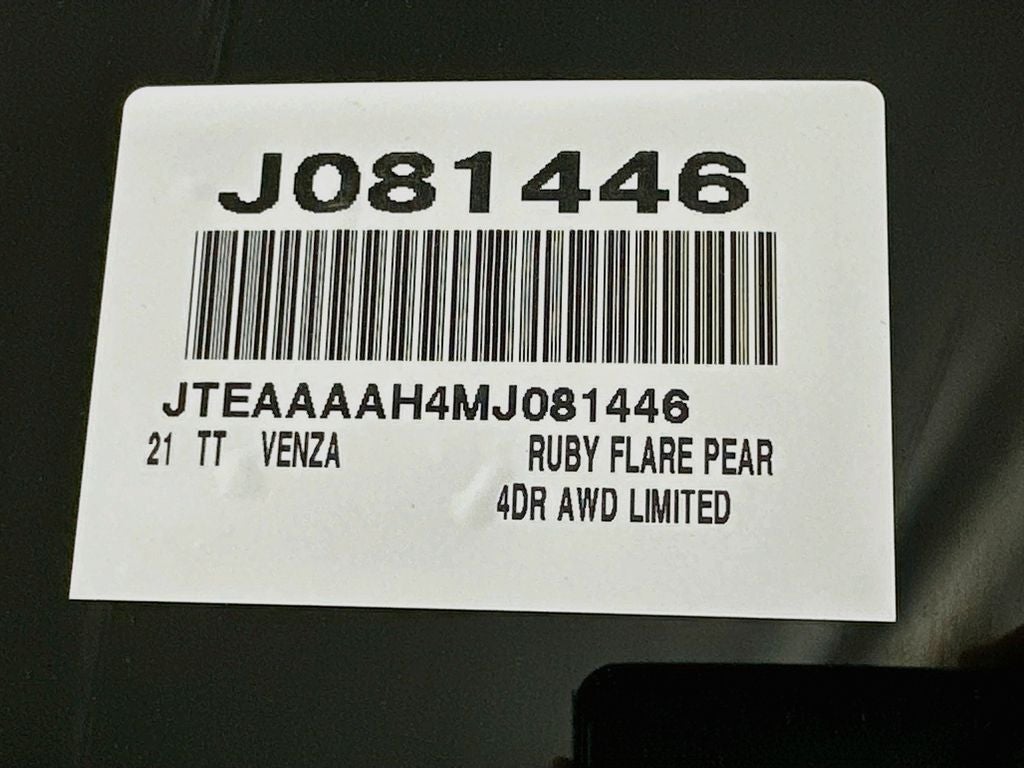 J081446
JTEAAAAH4MJ081446
21 TT VENZA RUBY FLARE PEAR
4DR AWD LIMITED